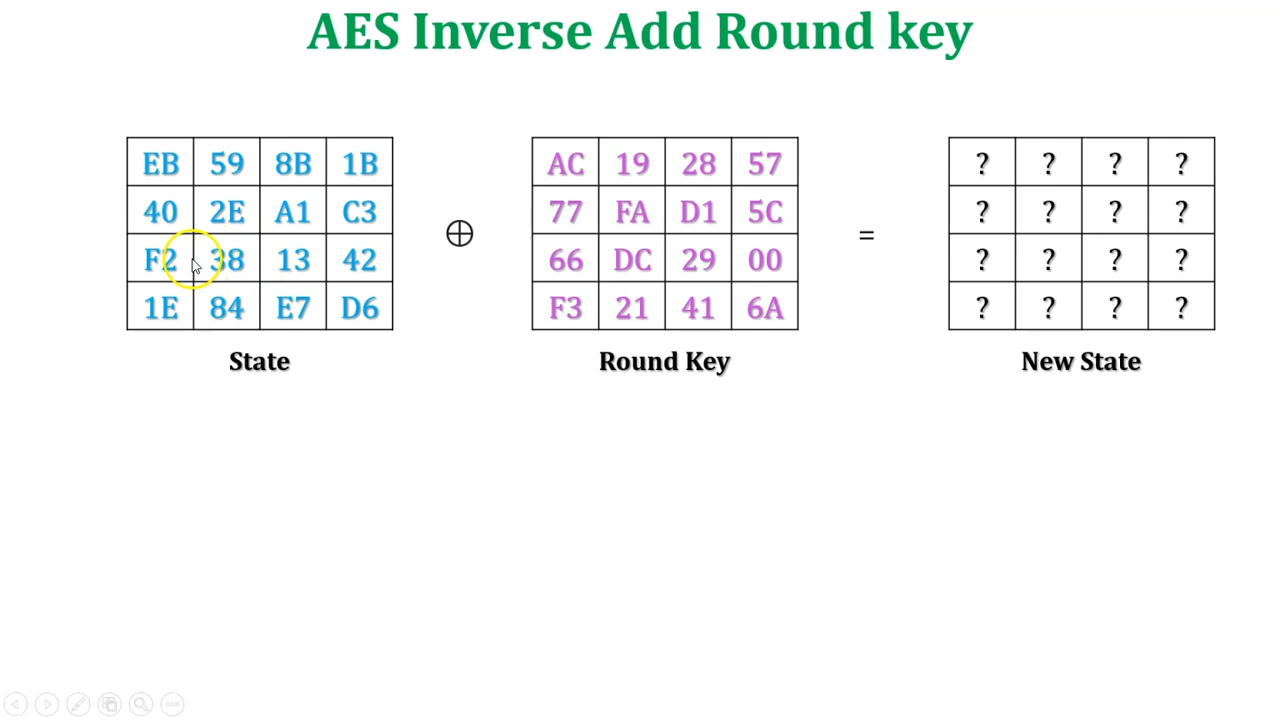 AES Inverse Add Round key
EB 59 8B 1B
40 2E A1 C3
F2 38 13 42
1E 84 E7 D6
State
⊕
AC 19 28 57
77 FA D1 5C
66 DC 29 00
F3 21 41 6A
Round Key
=
? ? ? ?
? ? ? ?
? ? ? ?
? ? ? ?
New State